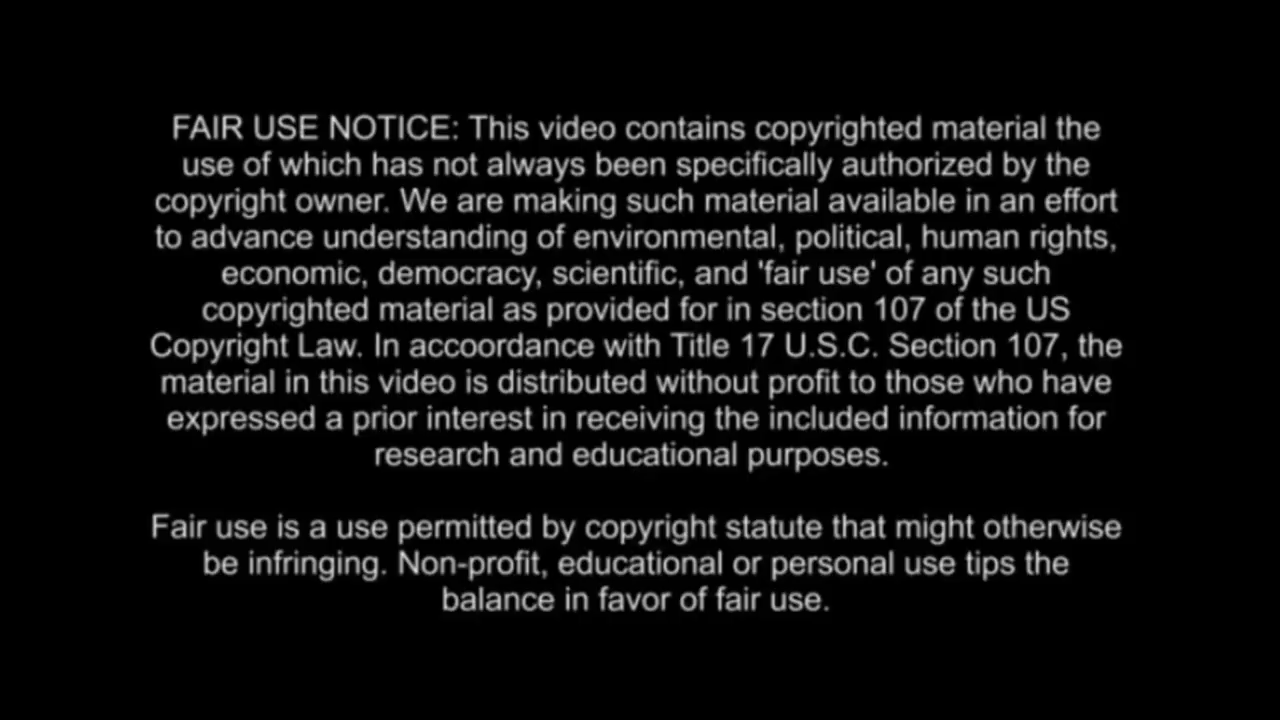 FAIR USE NOTICE: This video contains copyrighted material the
use of which has not always been specifically authorized by the
copyright owner. We are making such material available in an effort
to advance understanding of environmental, political, human rights,
economic, democracy, scientific, and 'fair use' of any such
copyrighted material as provided for in section 107 of the US
Copyright Law. In accoordance with Title 17 U.S.C. Section 107, the
material in this video is distributed without profit to those who have
expressed a prior interest in receiving the included information for
research and educational purposes.
Fair use is a use permitted by copyright statute that might otherwise
be infringing. Non-profit, educational or personal use tips the
balance in favor of fair use.